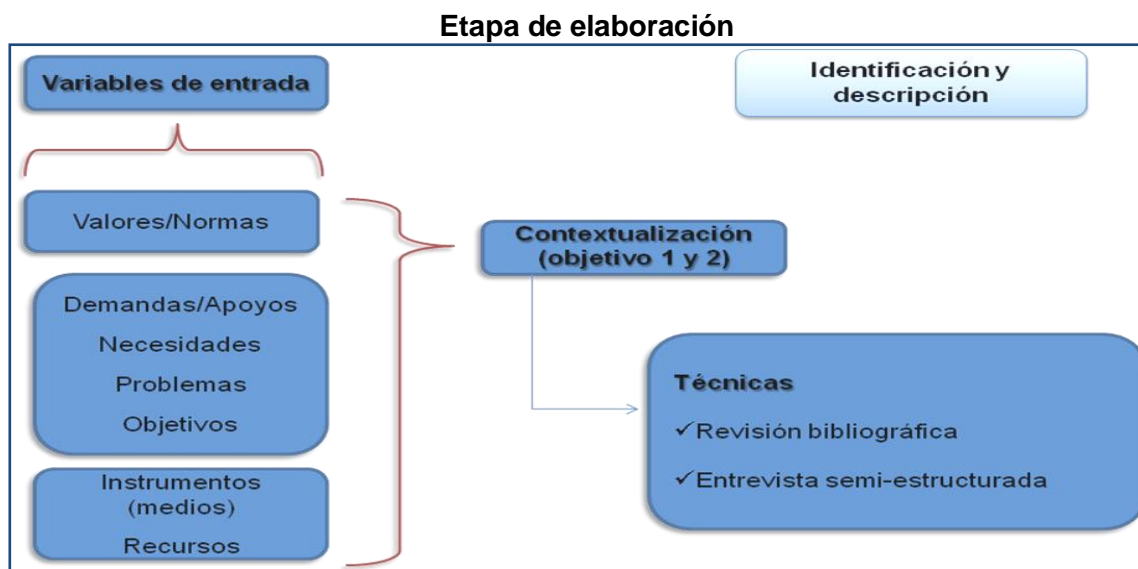 Etapa de elaboración
Variables de entrada
Identificación y
descripción
Valores/Normas
Demandas/Apoyos
Necesidades
Problemas
Objetivos
Instrumentos
(medios)
Recursos
Contextualización
(objetivo 1 y 2)
Técnicas
✓Revisión bibliográfica
✓Entrevista semi-estructurada